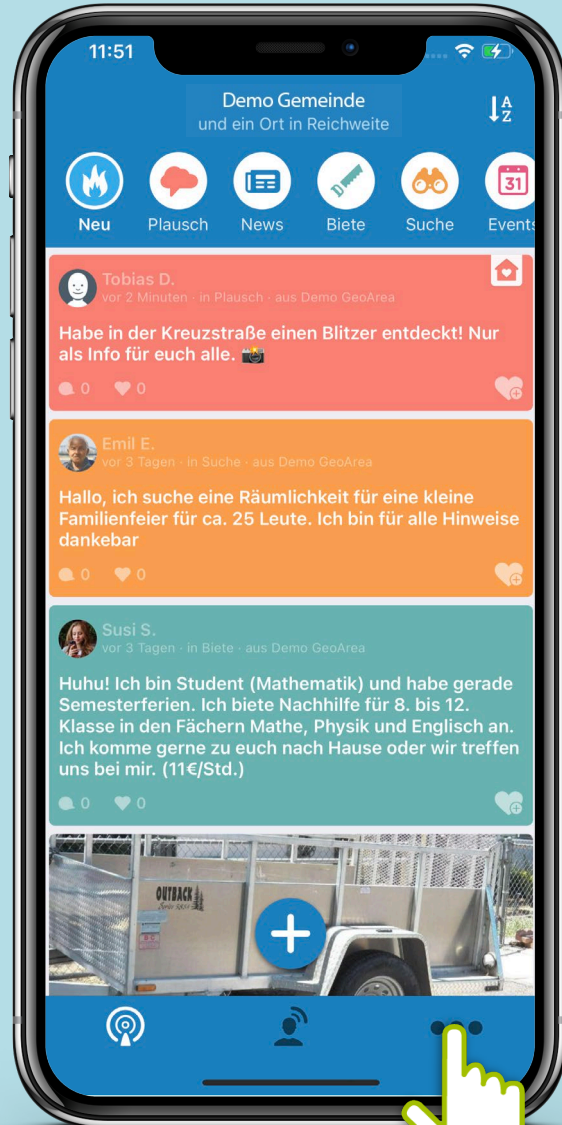 11:51
Demo Gemeinde
und ein Ort in Reichweite
A
Z
31
Neu Plausch News Biete Suche Events
Tobias D.
vor 2 Minuten · in Plausch · aus Demo GeoArea
Habe in der Kreuzstraße einen Blitzer entdeckt! Nur
als Info für euch alle. 📸
0 0
Emil E.
vor 3 Tagen · in Suche · aus Demo GeoArea
Hallo, ich suche eine Räumlichkeit für eine kleine
Familienfeier für ca. 25 Leute. Ich bin für alle Hinweise
dankebar
0 0
Susi S.
vor 3 Tagen · in Biete · aus Demo GeoArea
Huhu! Ich bin Student (Mathematik) und habe gerade
Semesterferien. Ich biete Nachhilfe für 8. bis 12.
Klasse in den Fächern Mathe, Physik und Englisch an.
Ich komme gerne zu euch nach Hause oder wir treffen
uns bei mir. (11€/Std.)
0 0
OUTBACK